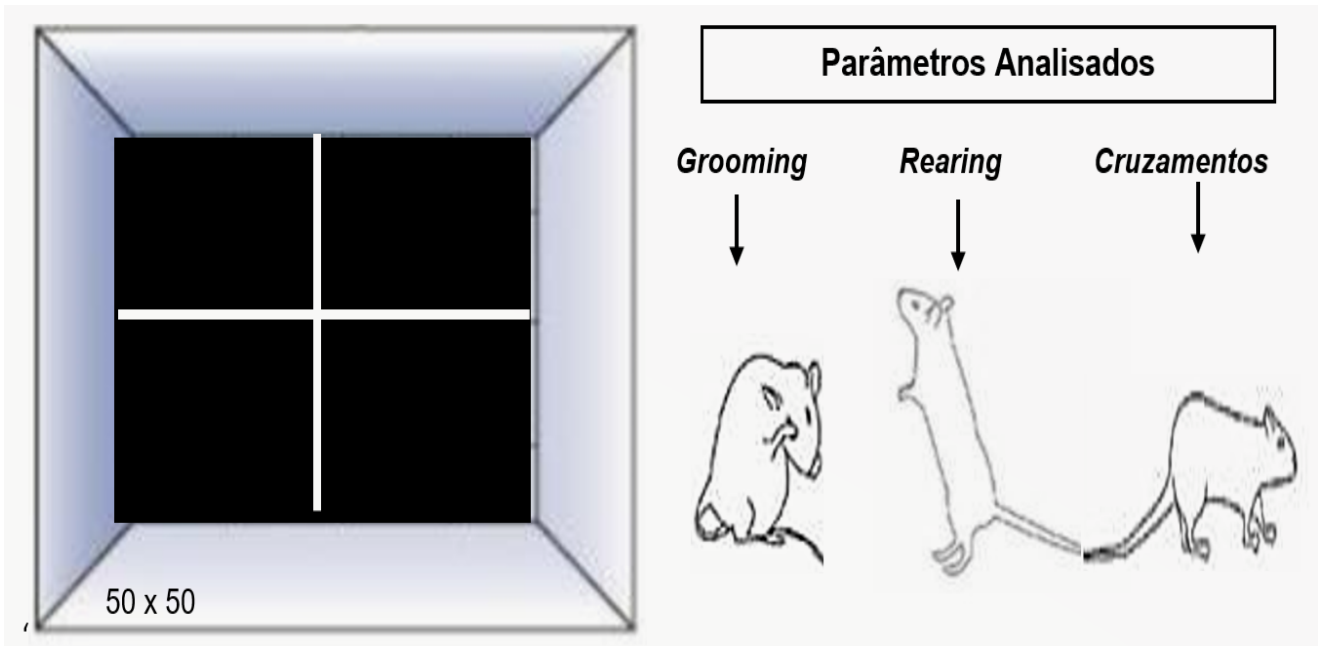 Parâmetros Analisados
Grooming
Rearing
Cruzamentos
50 x 50